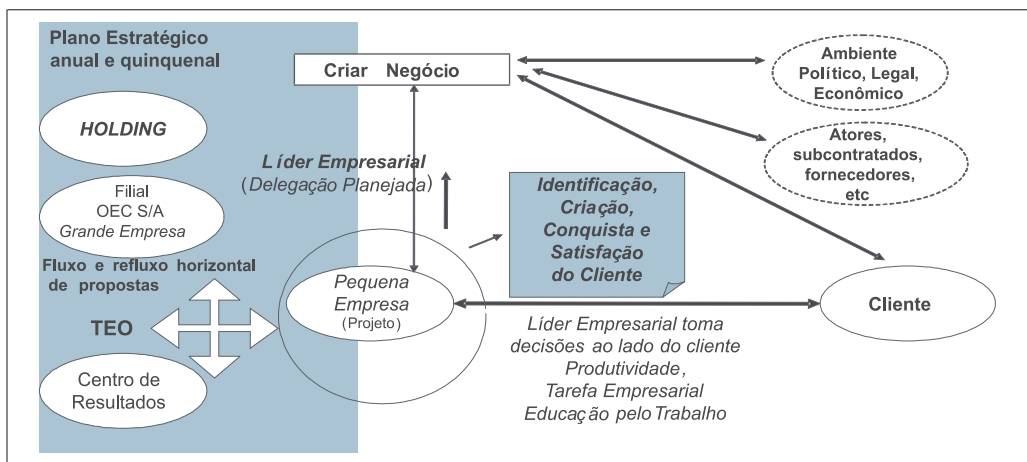 Plano Estratégico
anual e quinquenal
HOLDING
Filial
OEC S/A
Grande Empresa
Fluxo e refluxo horizontal
de propostas
TEO
Centro de
Resultados
Criar Negócio
Líder Empresarial
(Delegação Planejada)
Identificação,
Criação,
Conquista e
Satisfação
do Cliente
Pequena
Empresa
(Projeto)
Líder Empresarial toma
decisões ao lado do cliente
Produtividade,
Tarefa Empresarial
Educação pelo Trabalho
Ambiente
Político, Legal,
Econômico
Atores,
subcontratados,
fornecedores,
etc
Cliente